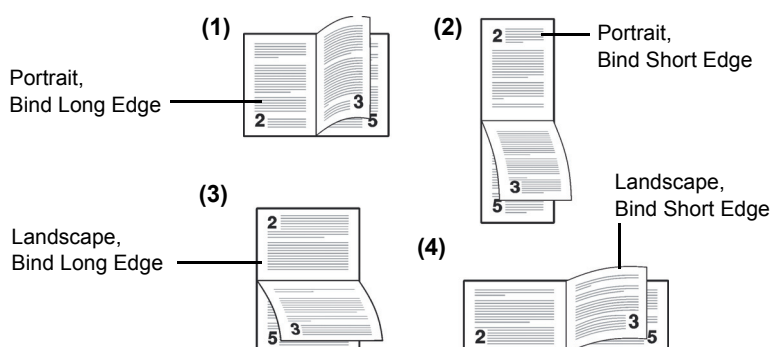 (1)
Portrait,
Bind Long Edge
2
3
5
(2)
Portrait,
Bind Short Edge
2
3
5
(3)
Landscape,
Bind Long Edge
2
3
5
(4)
Landscape,
Bind Short Edge
2
3
5